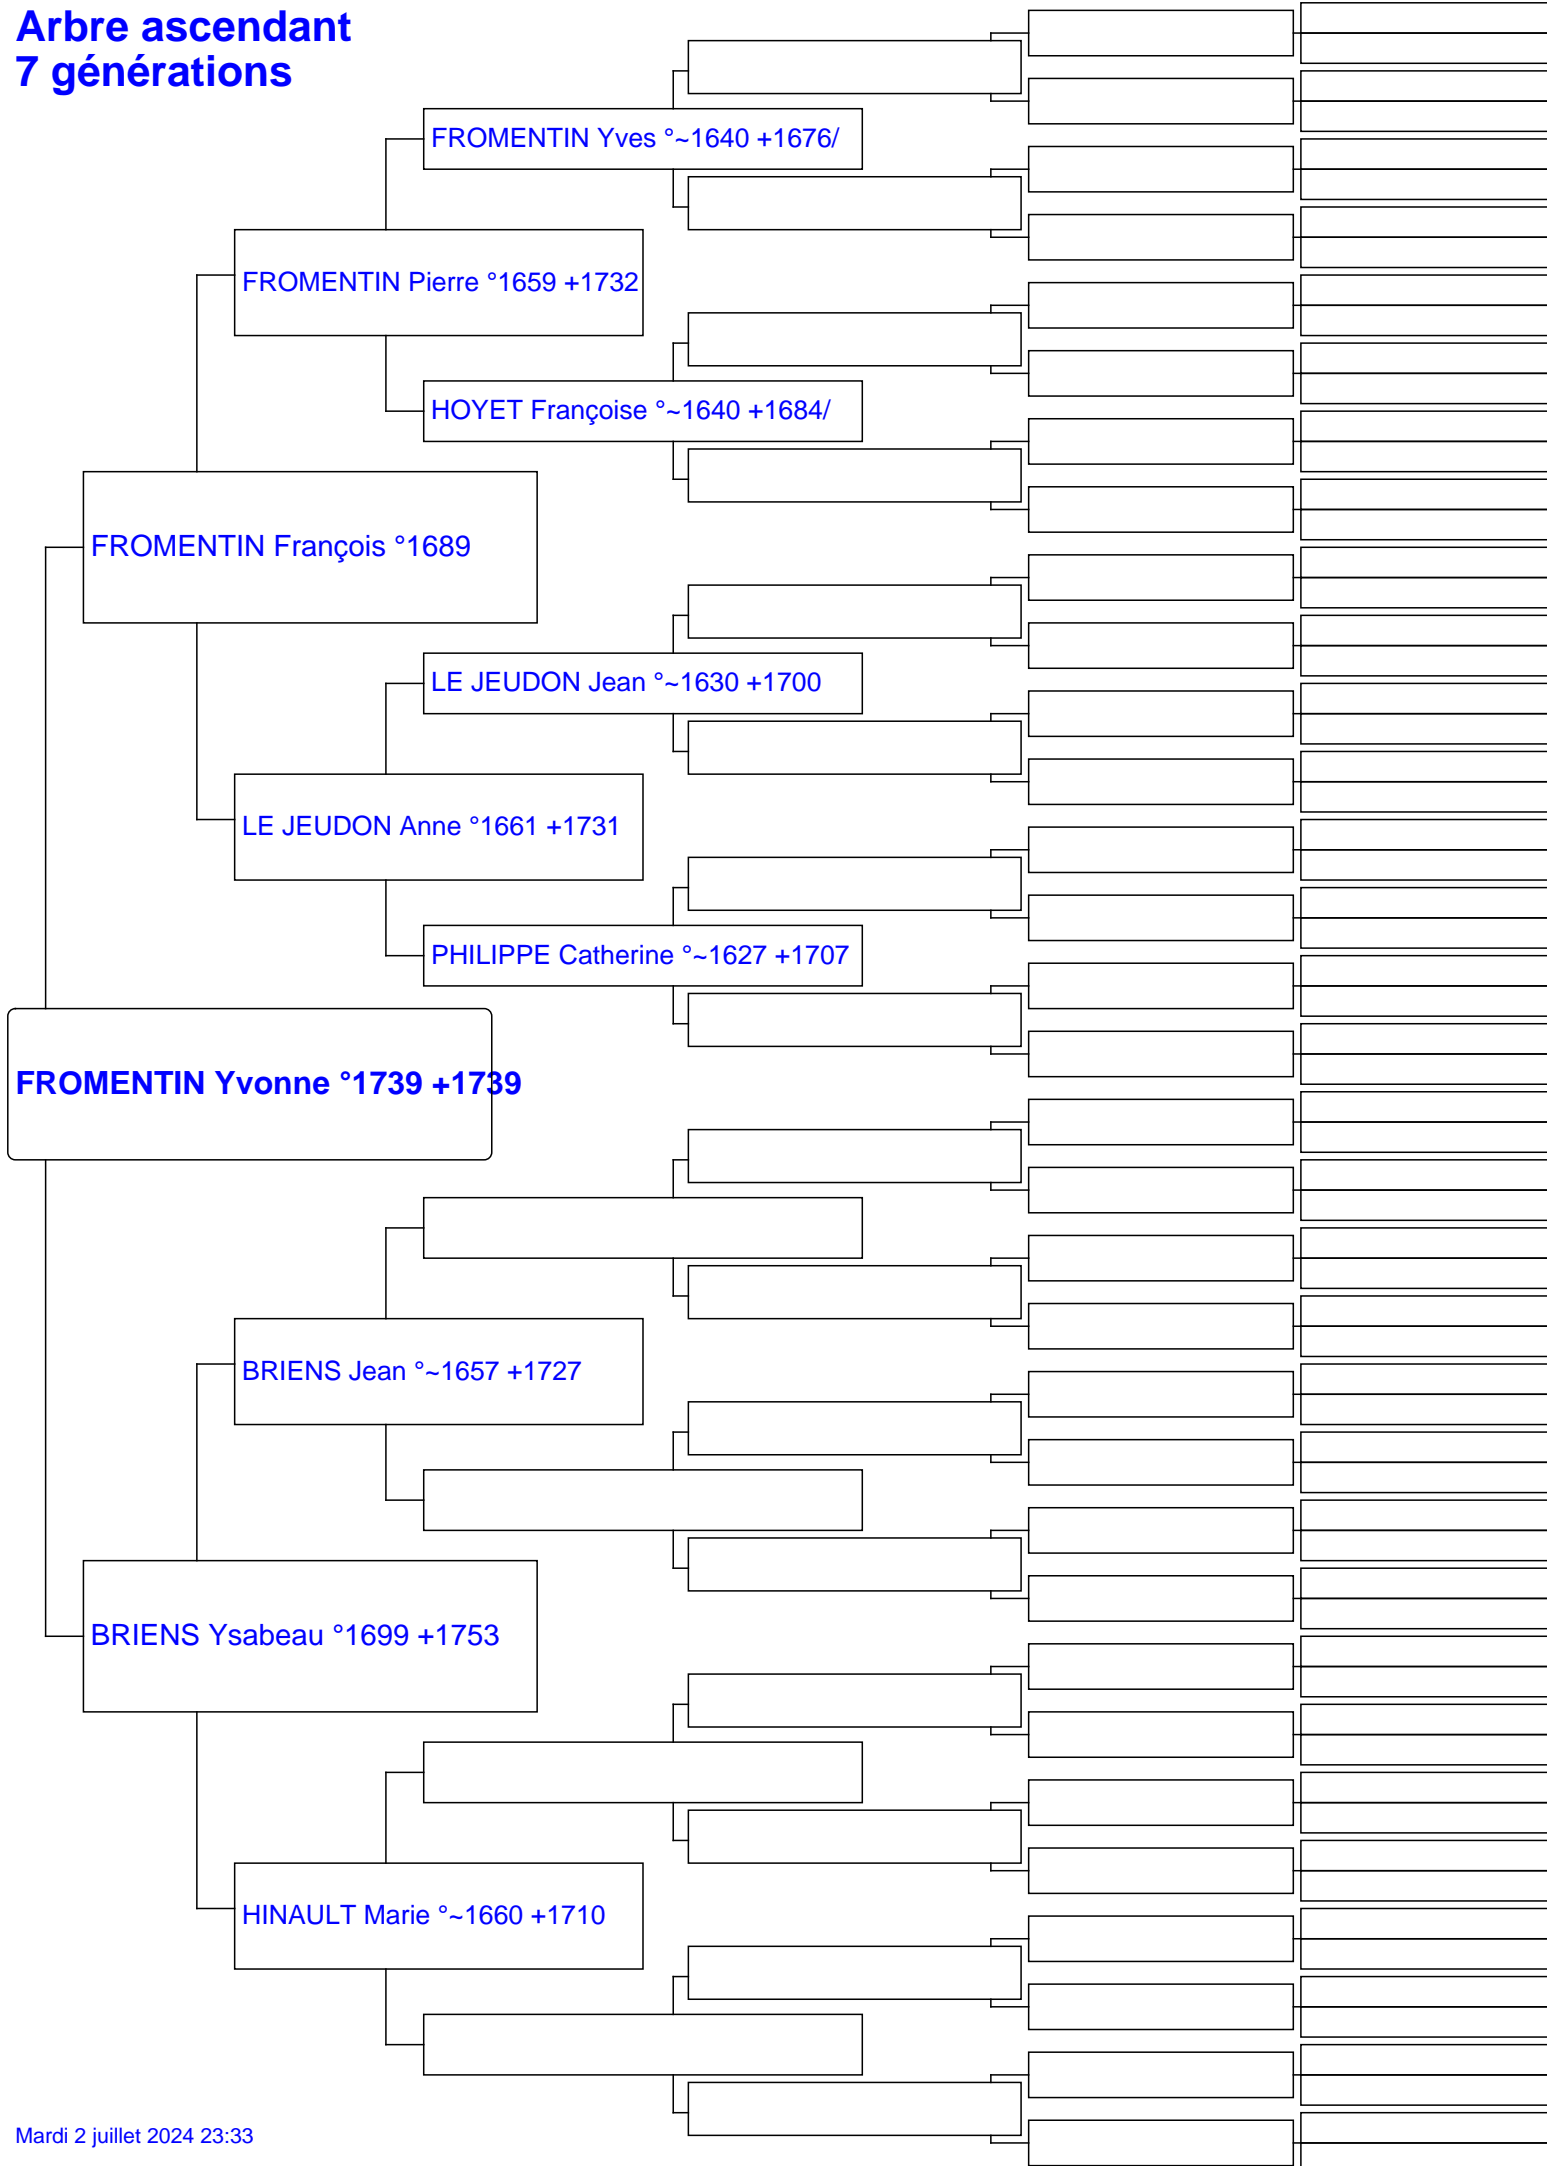 Arbre ascendant
7 générations
FROMENTIN Yves °~1640 +1676/
FROMENTIN Pierre °1659 +1732
HOYET Françoise °~1640 +1684/
FROMENTIN François °1689
LE JEUDON Jean °~1630 +1700
LE JEUDON Anne °1661 +1731
PHILIPPE Catherine °~1627 +1707
FROMENTIN Yvonne °1739 +1739
BRIENS Jean °~1657 +1727
BRIENS Ysabeau °1699 +1753
HINAULT Marie °~1660 +1710
Mardi 2 juillet 2024 23:33